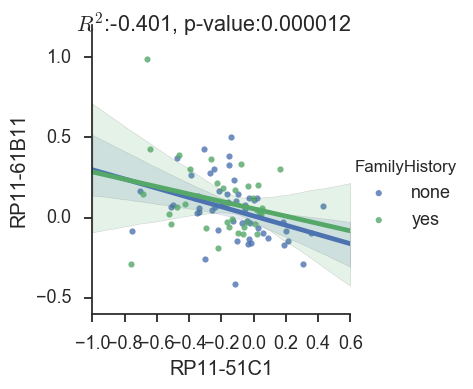 R²:-0.401, p-value:0.000012
1.0
0.5
0.0
−0.5
RP11-61B11
FamilyHistory
none
yes
−1.0−0.8−0.6−0.4−0.2 0.0 0.2 0.4 0.6
RP11-51C1